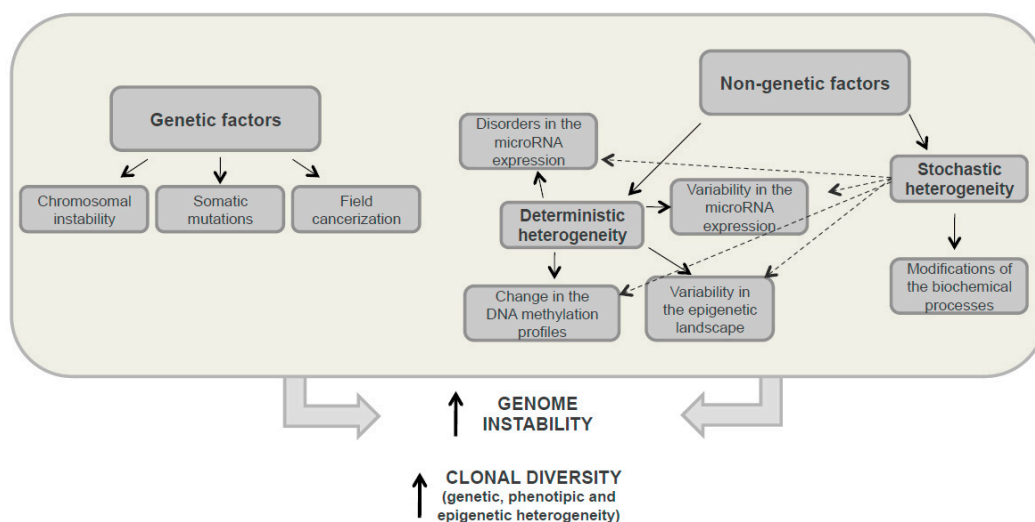 Genetic factors
Chromosomal
instability
Somatic
mutations
Field
cancerization
Non-genetic factors
Disorders in the
microRNA
expression
Stochastic
heterogeneity
Variability in the
microRNA
expression
Deterministic
heterogeneity
Modifications of
the biochemical
processes
Change in the
DNA methylation
profiles
Variability in
the epigenetic
landscape
GENOME
INSTABILITY
CLONAL DIVERSITY
(genetic, phenotipic and
epigenetic heterogeneity)